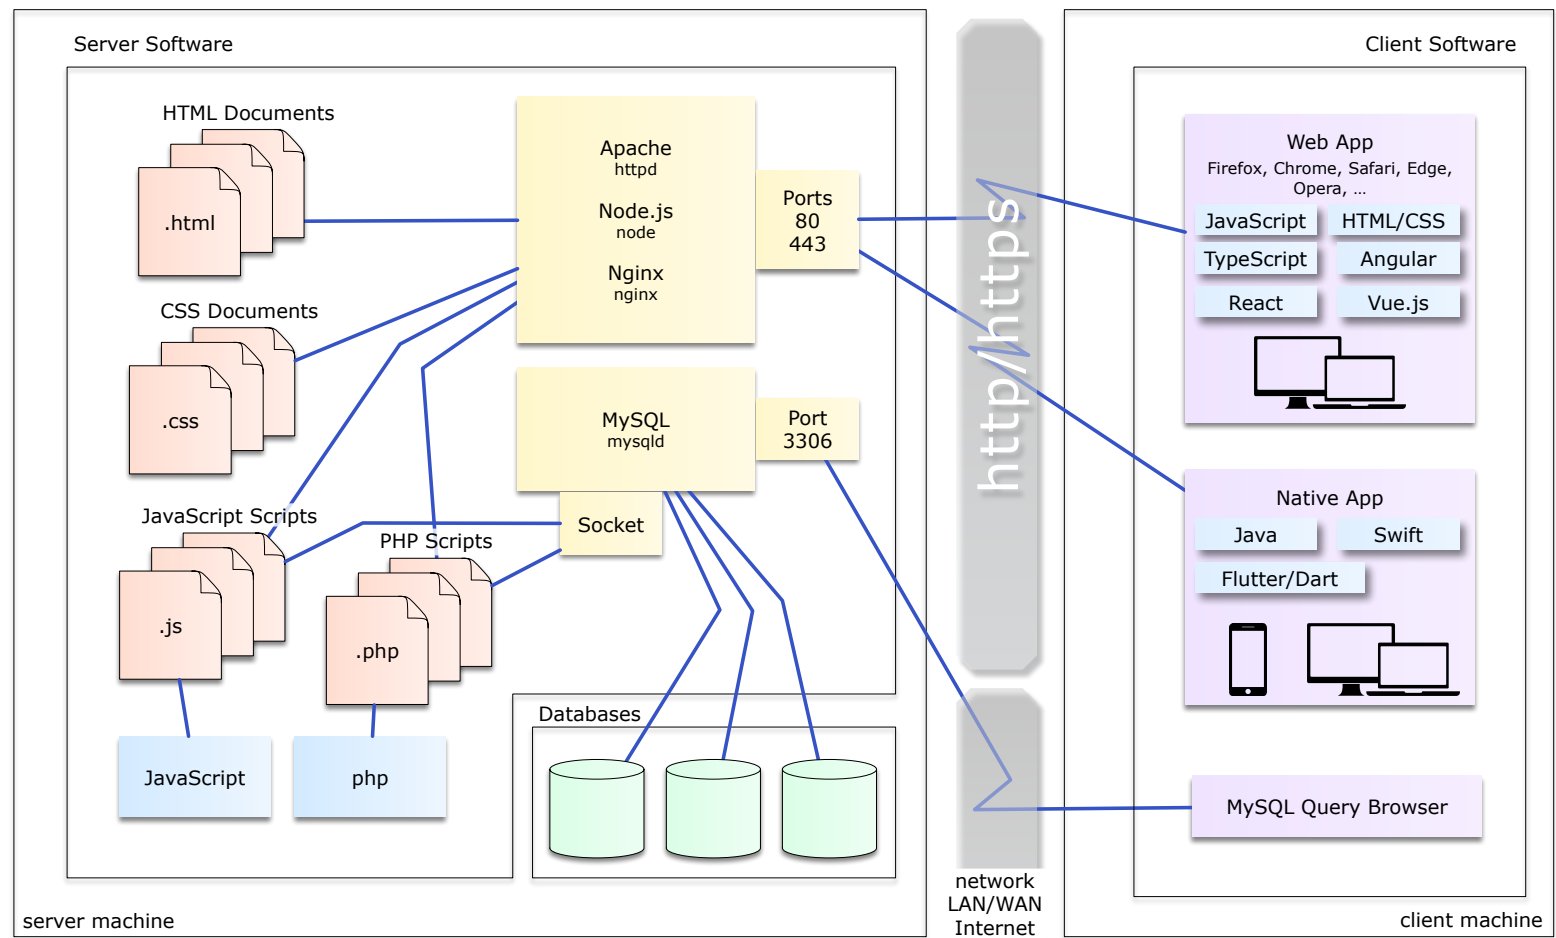 Server Software
HTML Documents
.html
CSS Documents
.css
JavaScript Scripts
.js
PHP Scripts
.php
JavaScript
php
Apache
httpd
Node.js
node
Nginx
nginx
Ports
80
443
MySQL
mysqld
Port
3306
Socket
Databases
server machine
http/https
network
LAN/WAN
Internet
Client Software
Web App
Firefox, Chrome, Safari, Edge,
Opera, ...
JavaScript
HTML/CSS
TypeScript
Angular
React
Vue.js
Native App
Java
Swift
Flutter/Dart
MySQL Query Browser
client machine